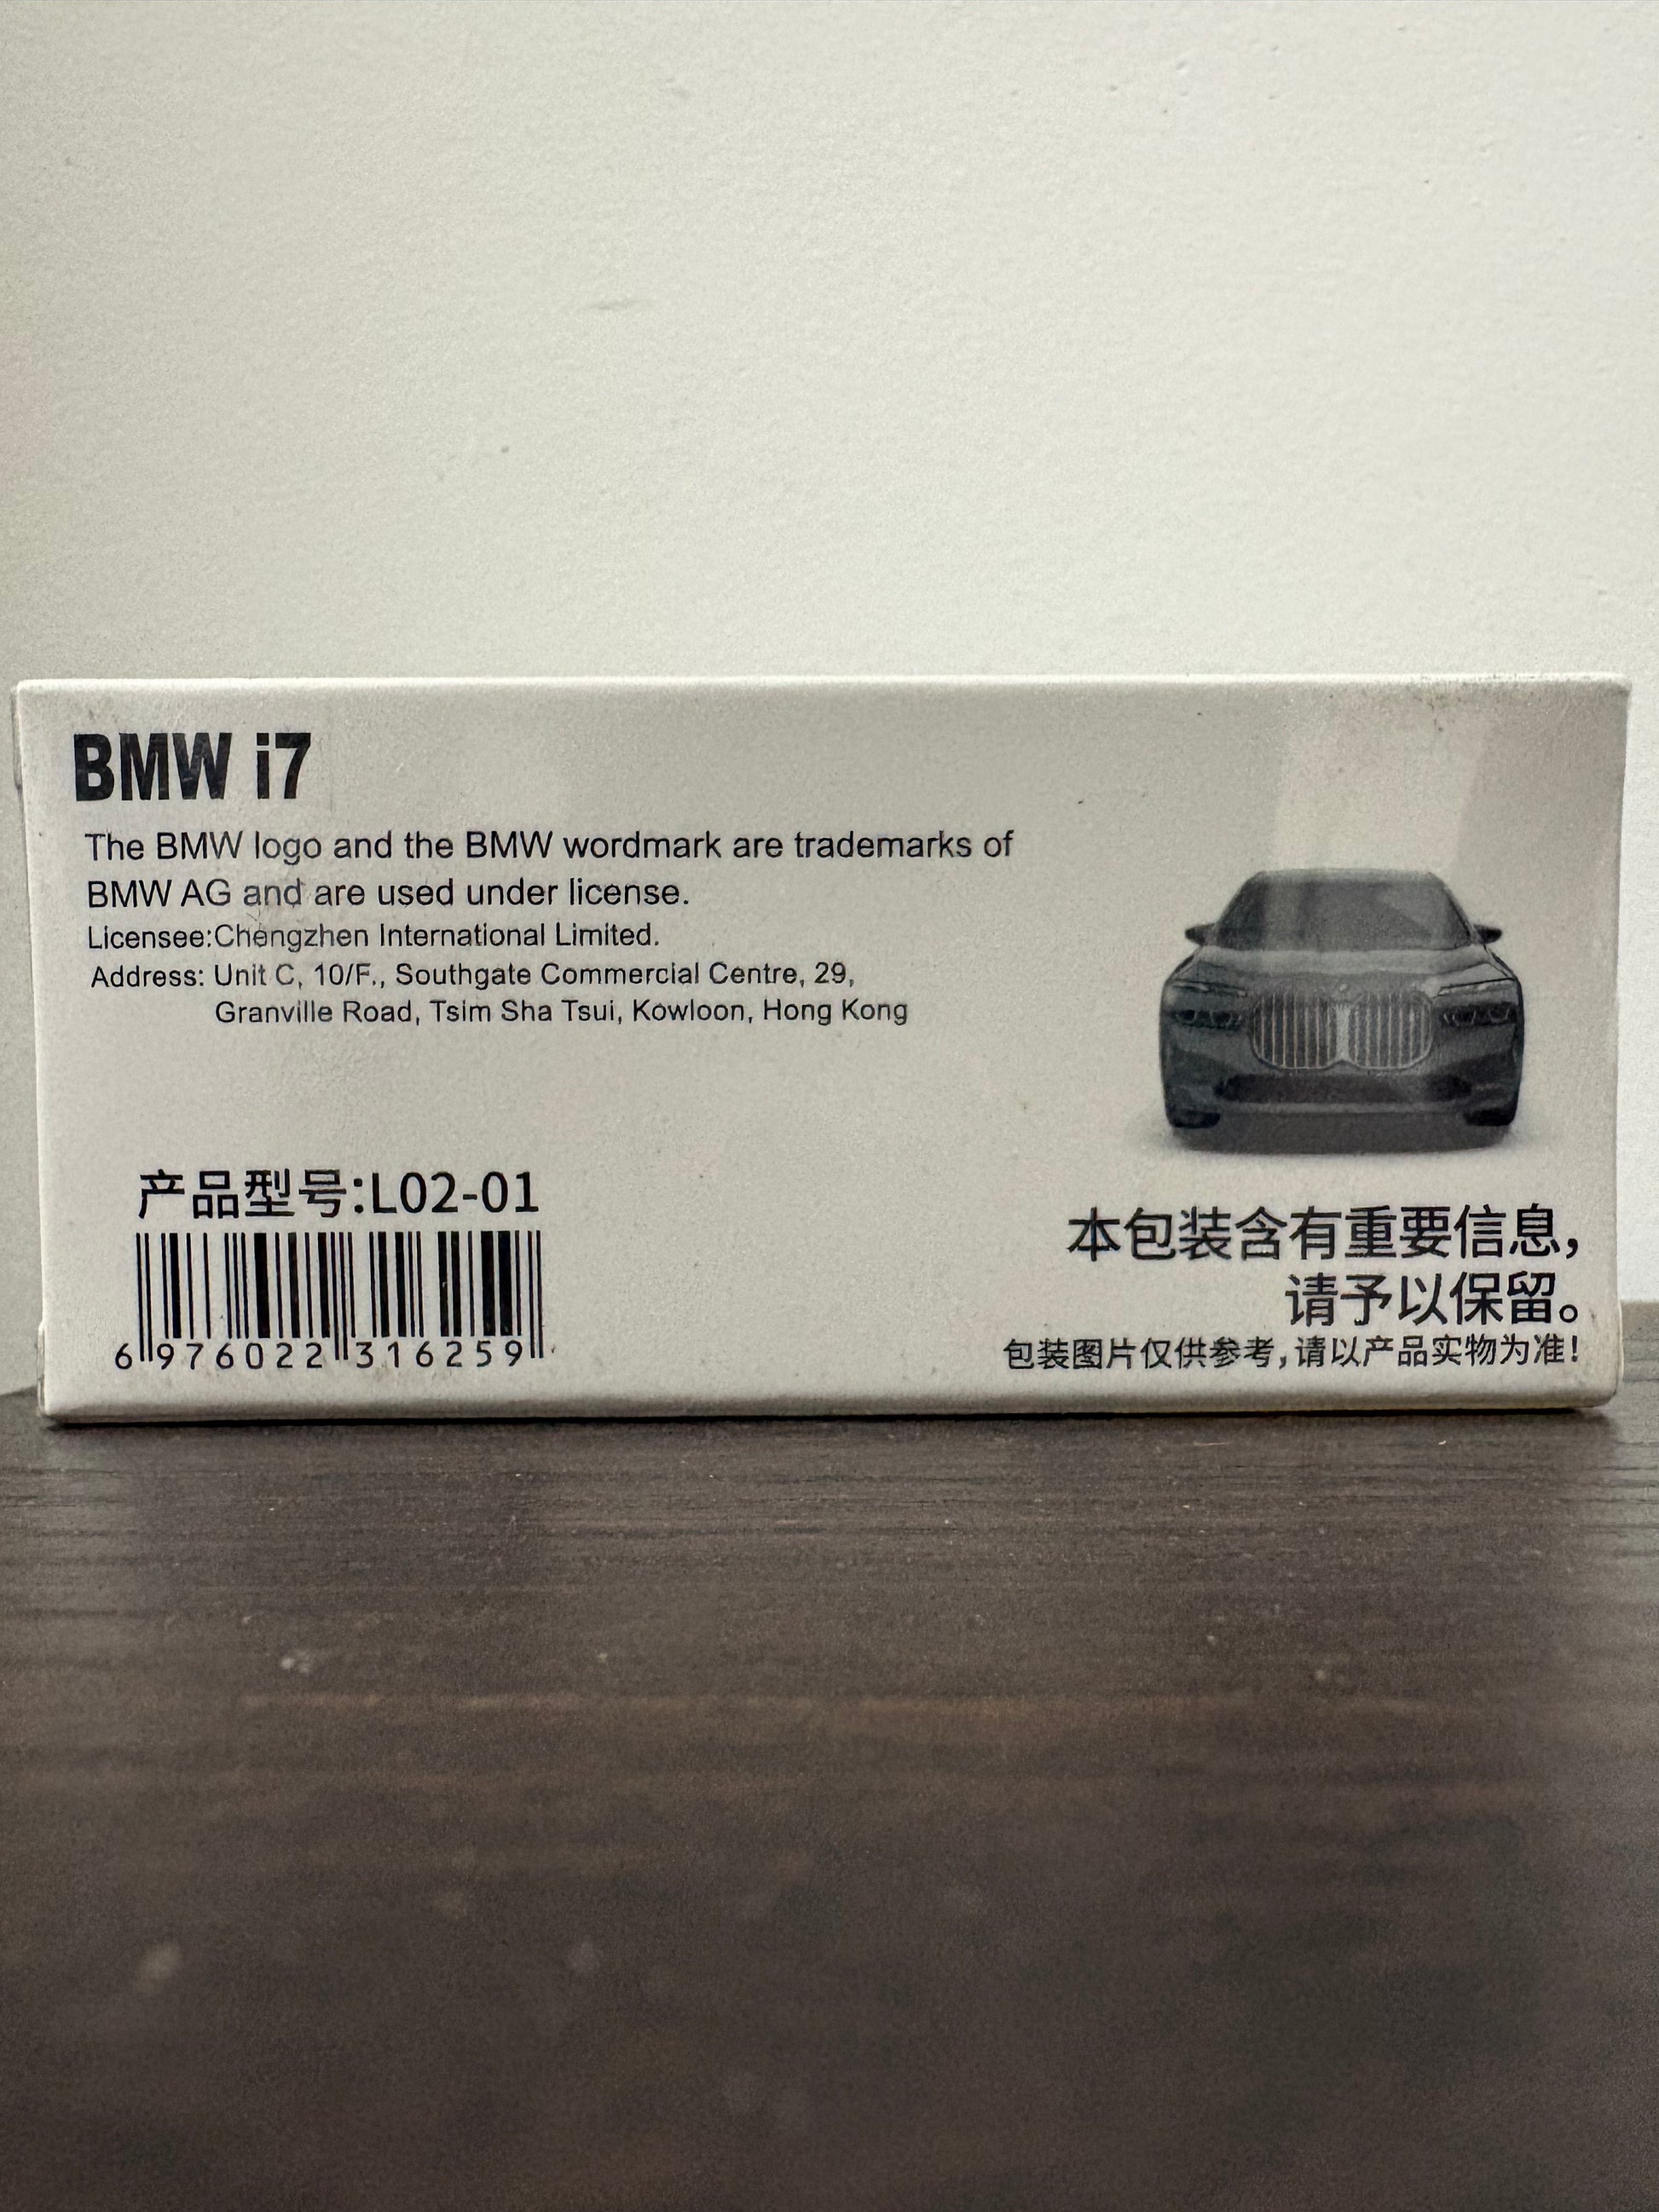 BMW i7
The BMW logo and the BMW wordmark are trademarks of
BMW AG and are used under license.
Licensee:Chengzhen International Limited.
Address: Unit C, 10/F., Southgate Commercial Centre, 29,
Granville Road, Tsim Sha Tsui, Kowloon, Hong Kong
产品型号:L02-01
6 976022 316259
本包装含有重要信息,
请予以保留。
包装图片仅供参考,请以产品实物为准!